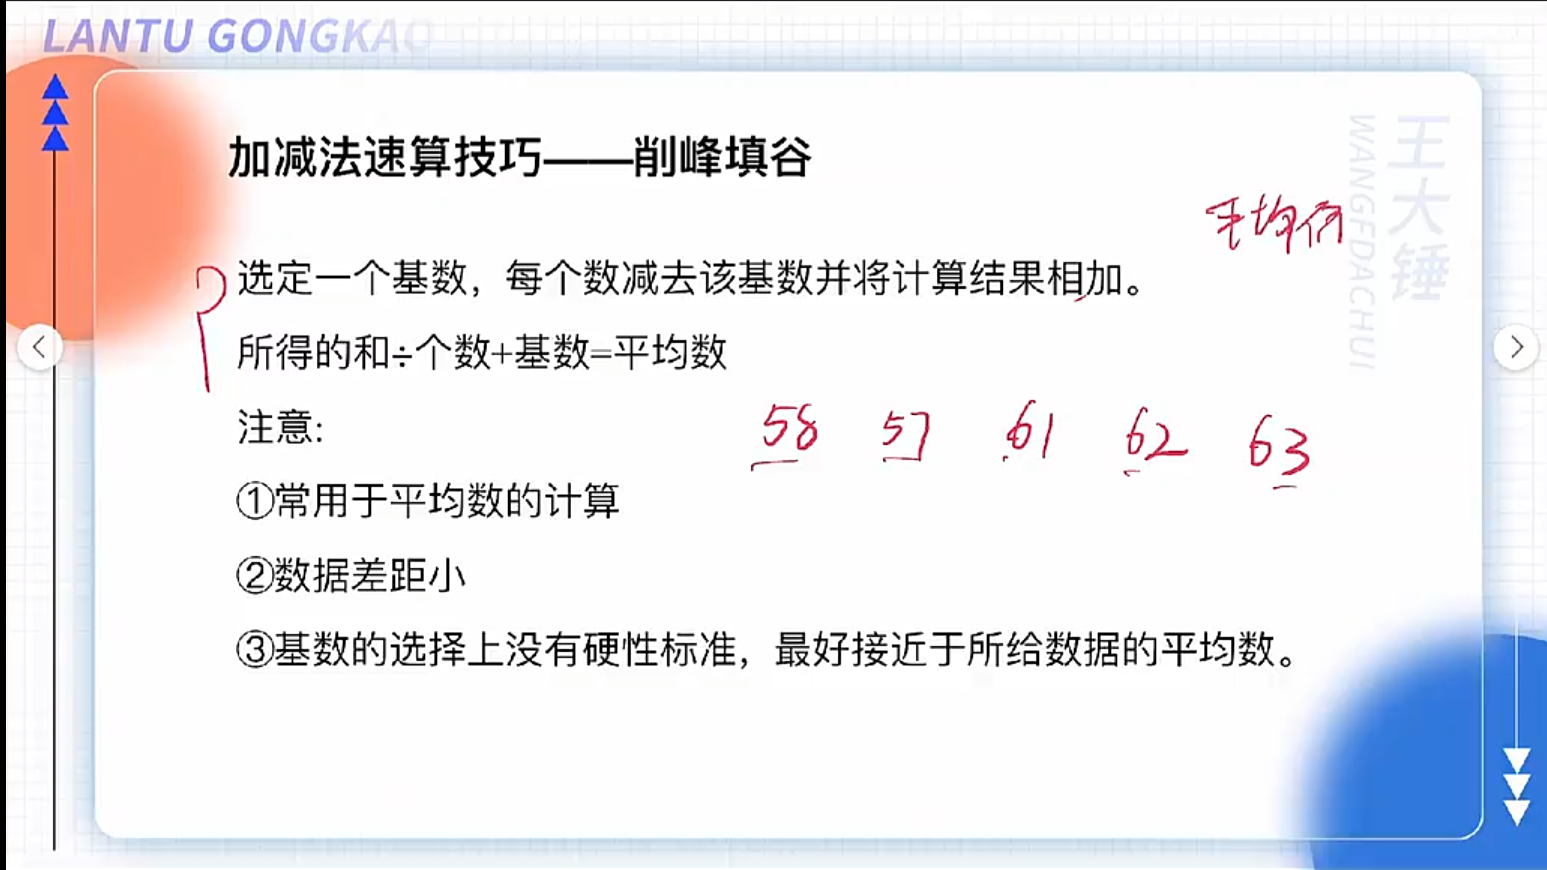 LANTU GONGKAO
加减法速算技巧——削峰填谷
王大锤
WANGFDACHUI
平均值
选定一个基数，每个数减去该基数并将计算结果相加。
所得的和÷个数+基数=平均数
注意:
58 57 61 62 63
①常用于平均数的计算
②数据差距小
③基数的选择上没有硬性标准，最好接近于所给数据的平均数。